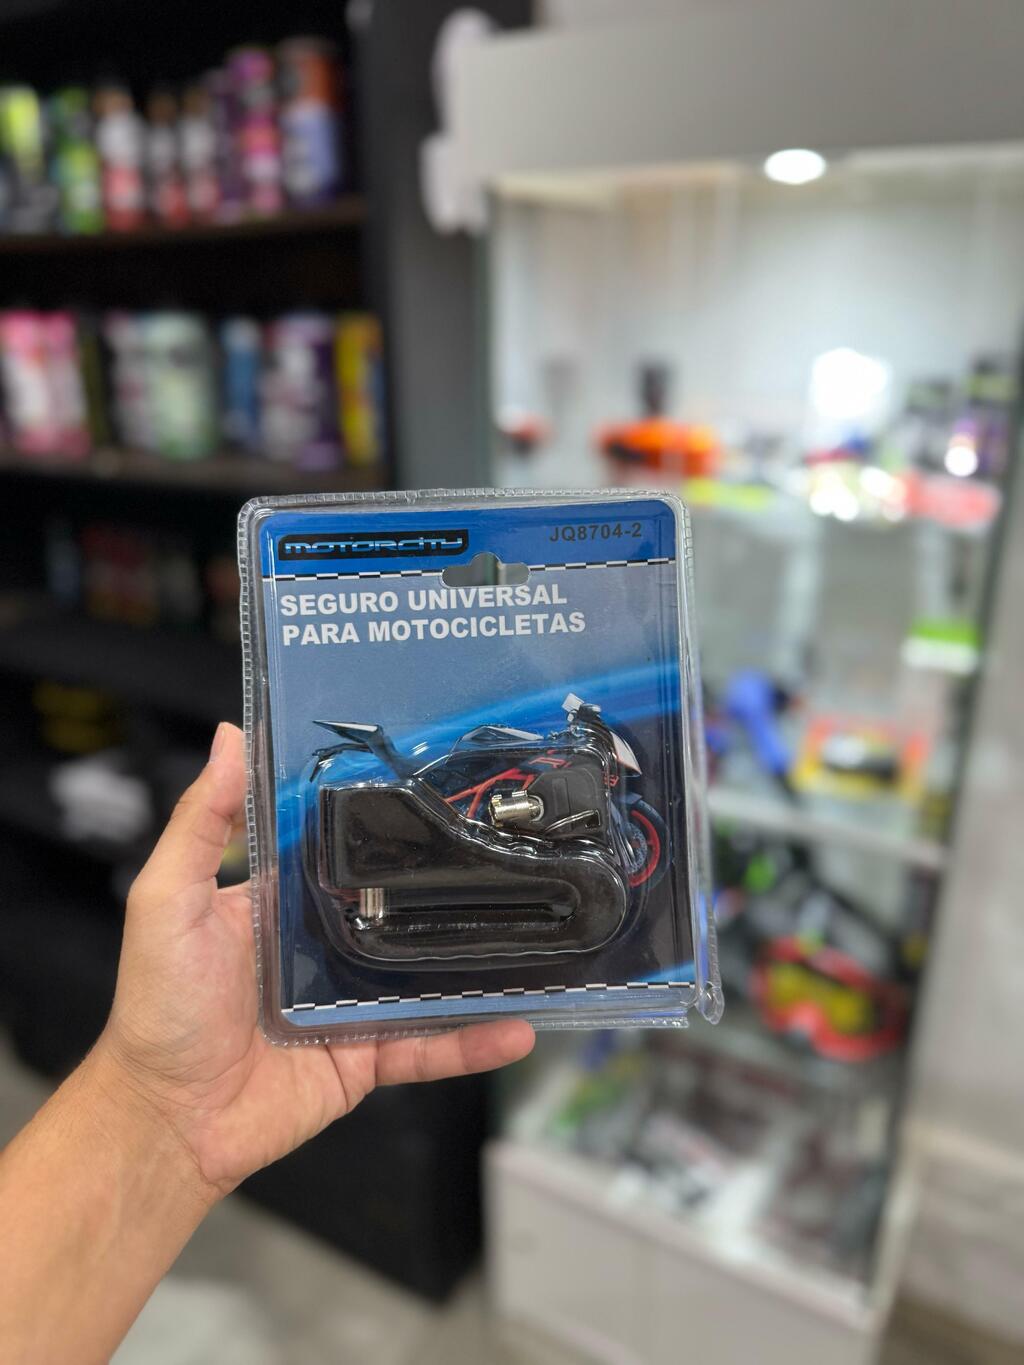 MOTORCITY
JQ8704-2
SEGURO UNIVERSAL
PARA MOTOCICLETAS